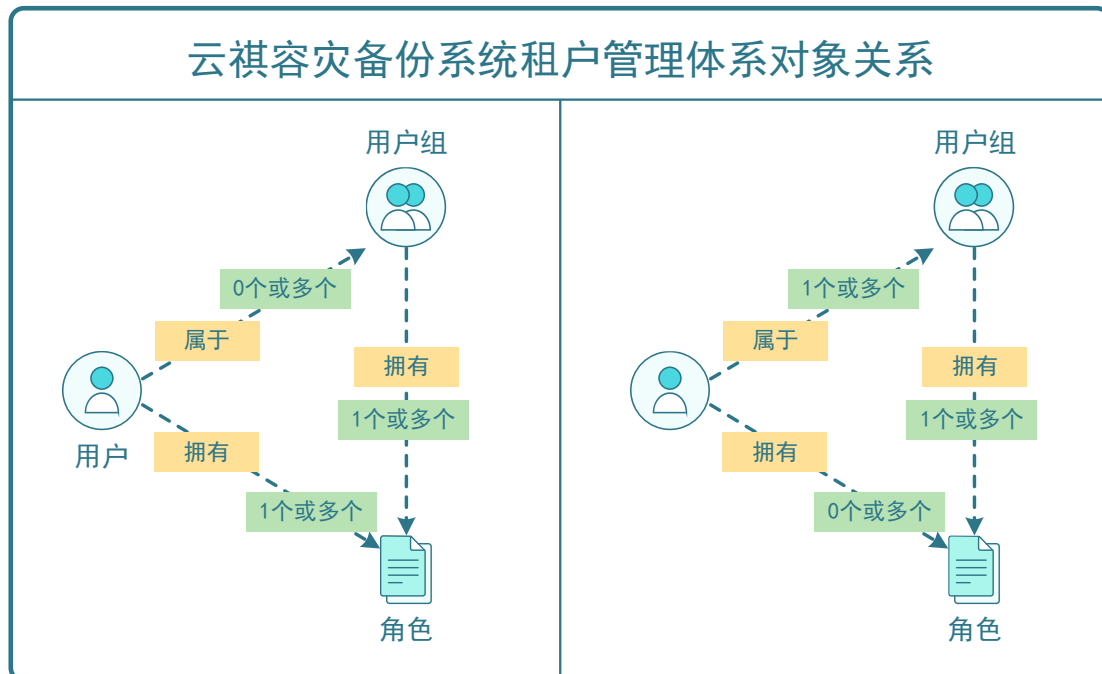 云祺容灾备份系统租户管理体系对象关系
用户组
0个或多个
属于
拥有
1个或多个
用户
拥有
1个或多个
角色
用户组
1个或多个
属于
拥有
1个或多个
拥有
0个或多个
角色